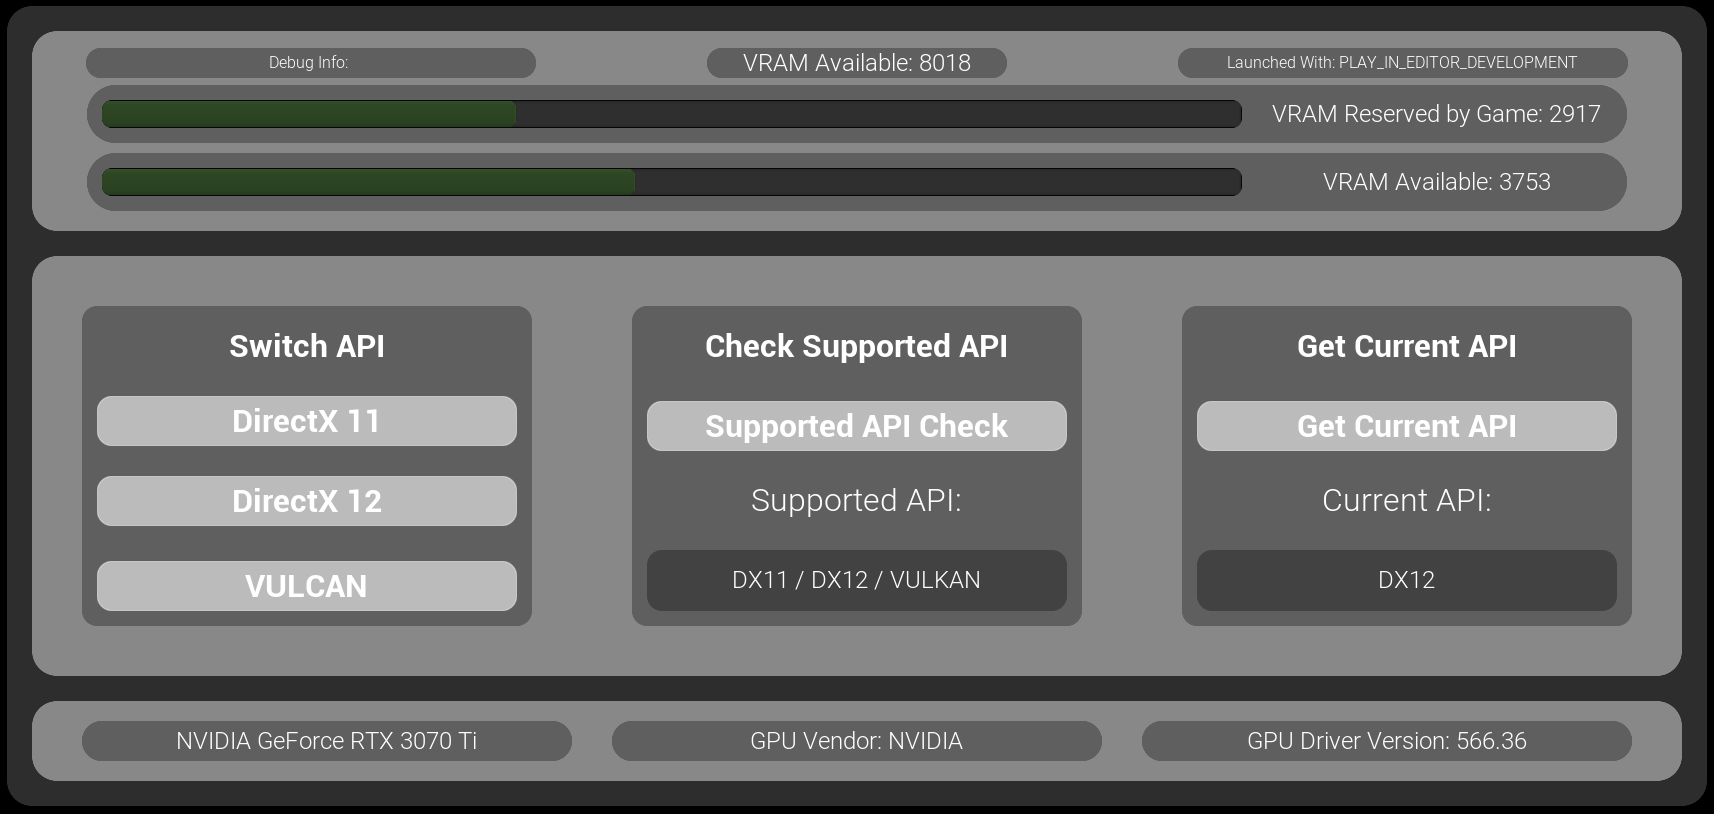 Debug Info:
VRAM Available: 8018
Launched With: PLAY_IN_EDITOR_DEVELOPMENT
VRAM Reserved by Game: 2917
VRAM Available: 3753
Switch API
DirectX 11
DirectX 12
VULCAN
Check Supported API
Supported API Check
Supported API:
DX11 / DX12 / VULKAN
Get Current API
Get Current API
Current API:
DX12
NVIDIA GeForce RTX 3070 Ti
GPU Vendor: NVIDIA
GPU Driver Version: 566.36